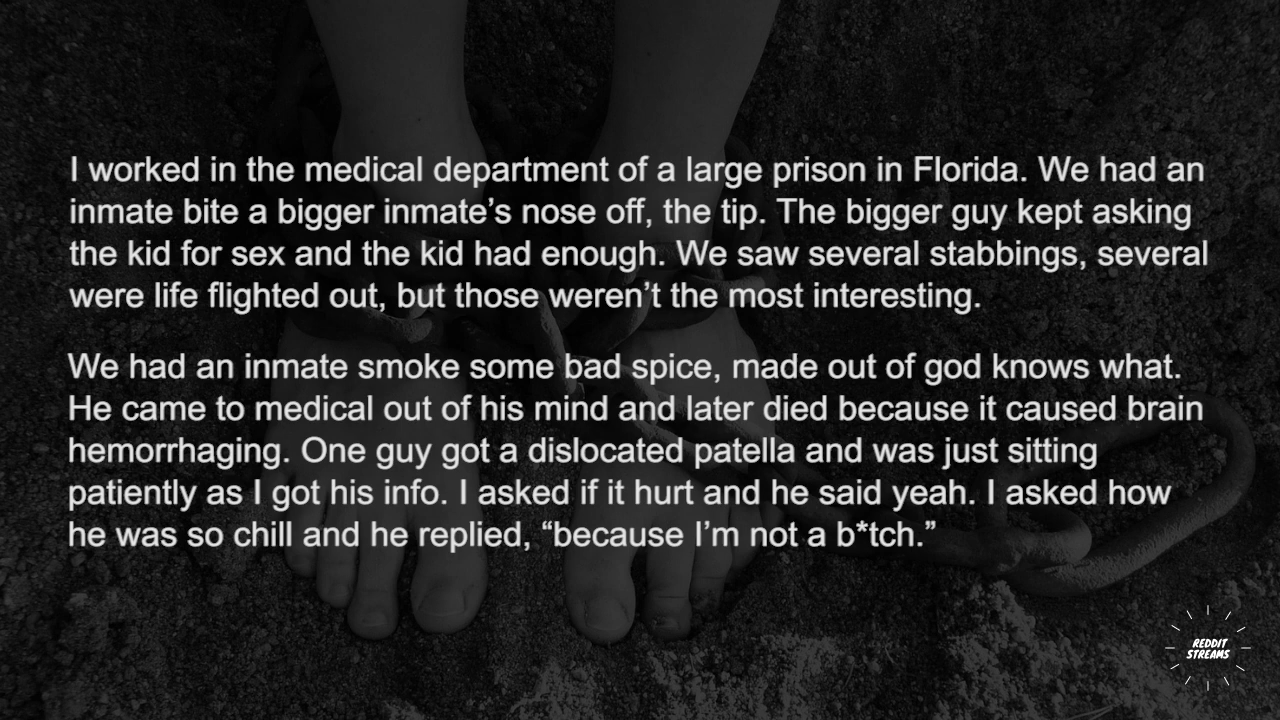 I worked in the medical department of a large prison in Florida. We had an
inmate bite a bigger inmate’s nose off, the tip. The bigger guy kept asking
the kid for sex and the kid had enough. We saw several stabbings, several
were life flighted out, but those weren’t the most interesting.
We had an inmate smoke some bad spice, made out of god knows what.
He came to medical out of his mind and later died because it caused brain
hemorrhaging. One guy got a dislocated patella and was just sitting
patiently as I got his info. I asked if it hurt and he said yeah. I asked how
he was so chill and he replied, “because I’m not a b*tch.”
REDDIT
STREAMS